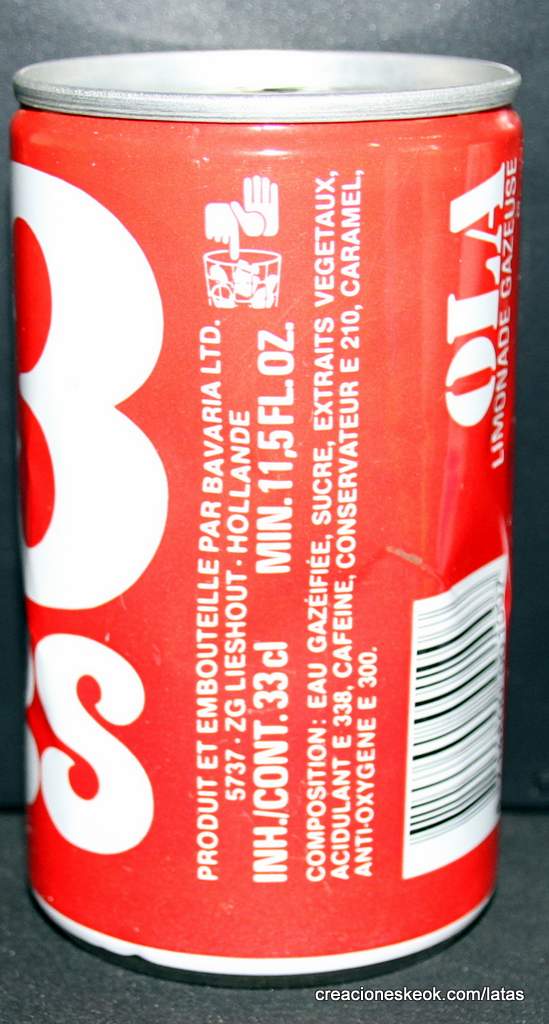 PRODUIT ET EMBOUTEILLE PAR BAVARIA LTD.
5737 - ZG LIESHOUT - HOLLANDE
INH./CONT. 33 cl MIN. 11,5 FL. OZ.
COMPOSITION: EAU GAZÉIFIÉE, SUCRE, EXTRAITS VEGETAUX,
ACIDULANT E 338, CAFEINE, CONSERVATEUR E 210, CARAMEL,
ANTI-OXYGENE E 300.
OLA
LIMONADE GAZEUSE
creacioneskeok.com/latas